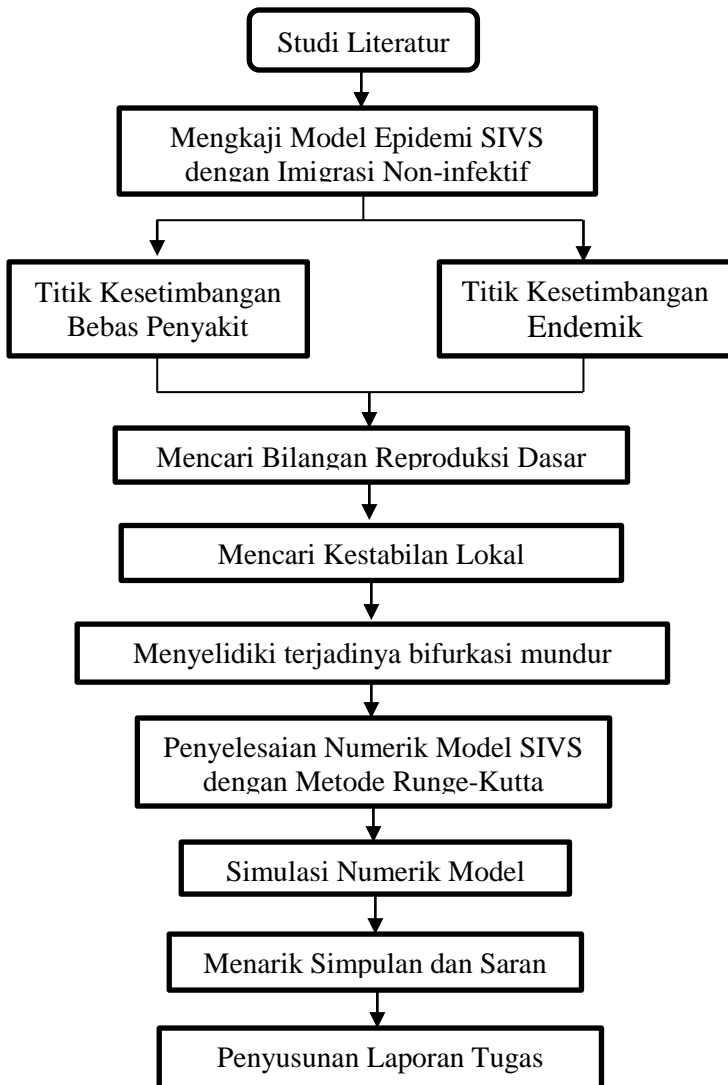 Studi Literatur
Mengkaji Model Epidemi SIVS
dengan Imigrasi Non-infektif
Titik Kesetimbangan
Bebas Penyakit
Titik Kesetimbangan
Endemik
Mencari Bilangan Reproduksi Dasar
Mencari Kestabilan Lokal
Menyelidiki terjadinya bifurkasi mundur
Penyelesaian Numerik Model SIVS
dengan Metode Runge-Kutta
Simulasi Numerik Model
Menarik Simpulan dan Saran
Penyusunan Laporan Tugas